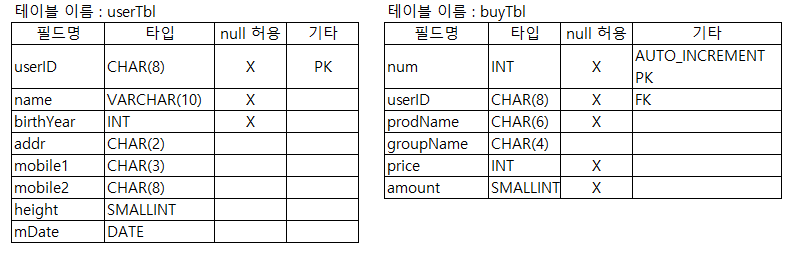 테이블 이름 : userTbl
필드명 타입 null 허용 기타
userID CHAR(8) X PK
name VARCHAR(10) X
birthYear INT X
addr CHAR(2)
mobile1 CHAR(3)
mobile2 CHAR(8)
height SMALLINT
mDate DATE
테이블 이름 : buyTbl
필드명 타입 null 허용 기타
num INT X AUTO_INCREMENT
PK
userID CHAR(8) X FK
prodName CHAR(6) X
groupName CHAR(4)
price INT X
amount SMALLINT X